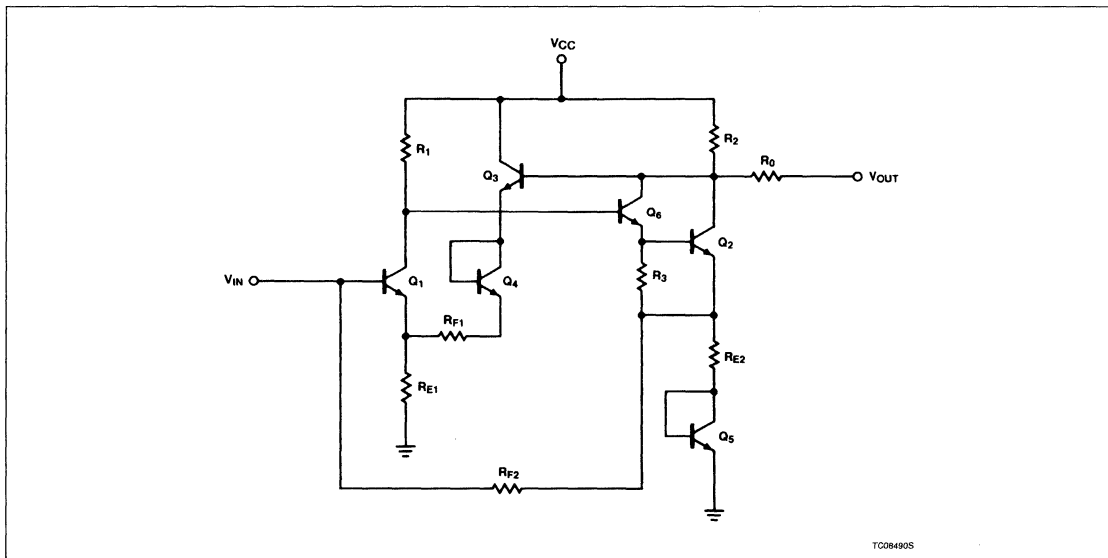 VCC
R1
R2
R0
VOUT
Q3
Q6
Q2
VIN
Q1
Q4
R3
RF1
RE2
RE1
Q5
RF2
TC08490S